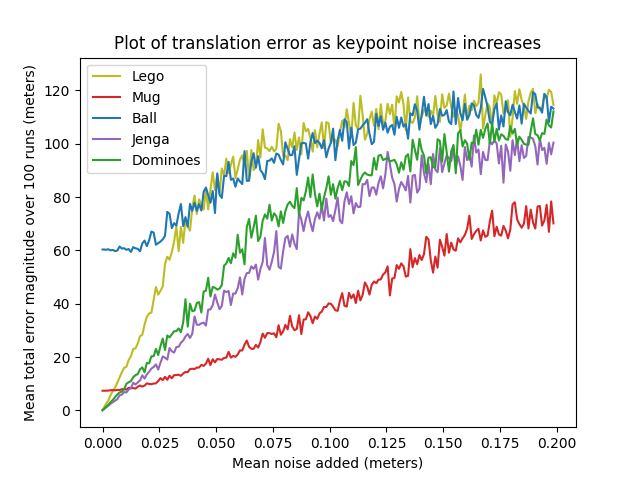 Plot of translation error as keypoint noise increases
Mean total error magnitude over 100 runs (meters)
120
100
80
60
40
20
0
Lego
Mug
Ball
Jenga
Dominoes
0.000 0.025 0.050 0.075 0.100 0.125 0.150 0.175 0.200
Mean noise added (meters)